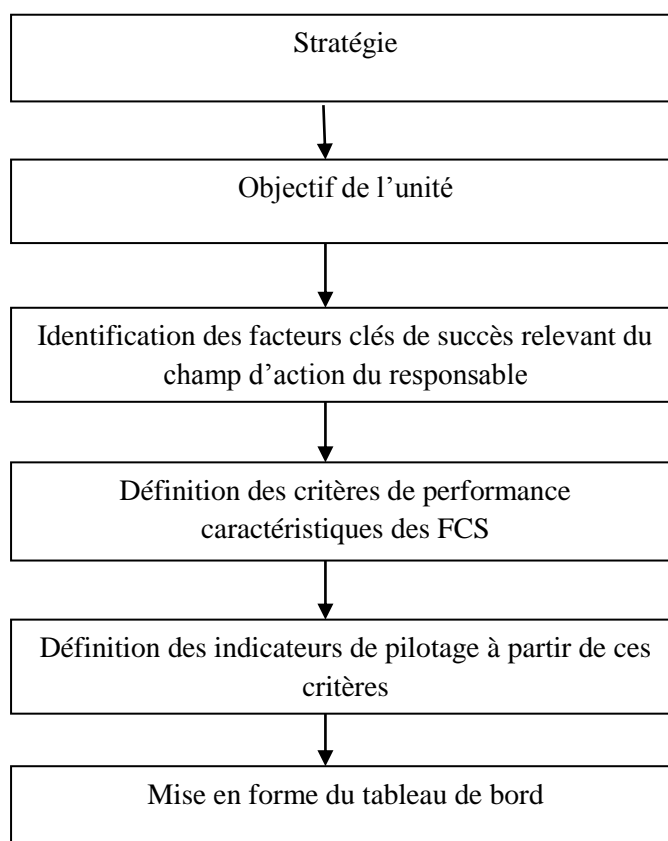 Stratégie
Objectif de l’unité
Identification des facteurs clés de succès relevant du
champ d’action du responsable
Définition des critères de performance
caractéristiques des FCS
Définition des indicateurs de pilotage à partir de ces
critères
Mise en forme du tableau de bord